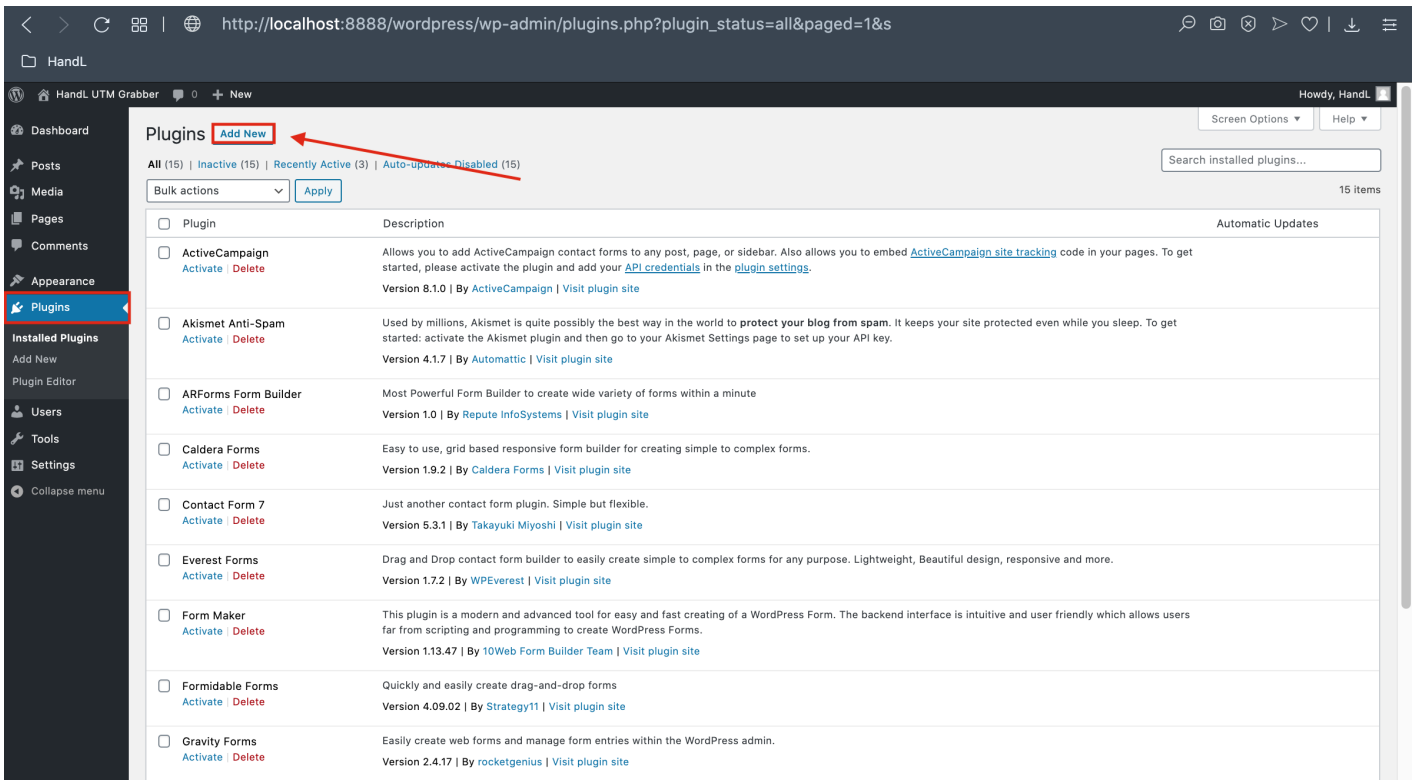 http://localhost:8888/wordpress/wp-admin/plugins.php?plugin_status=all&paged=1&s
HandL
HandL UTM Grabber 0 + New
Howdy, HandL
Dashboard
Posts
Media
Pages
Comments
Appearance
Plugins
Installed Plugins
Add New
Plugin Editor
Users
Tools
Settings
Collapse menu
Screen Options ▼ Help ▼
Plugins Add New
All (15) | Inactive (15) | Recently Active (3) | Auto-updates Disabled (15)
Search installed plugins...
Bulk actions Apply
15 items
Plugin Description Automatic Updates
ActiveCampaign
Activate | Delete
Allows you to add ActiveCampaign contact forms to any post, page, or sidebar. Also allows you to embed ActiveCampaign site tracking code in your pages. To get
started, please activate the plugin and add your API credentials in the plugin settings.
Version 8.1.0 | By ActiveCampaign | Visit plugin site
Akismet Anti-Spam
Activate | Delete
Used by millions, Akismet is quite possibly the best way in the world to protect your blog from spam. It keeps your site protected even while you sleep. To get
started: activate the Akismet plugin and then go to your Akismet Settings page to set up your API key.
Version 4.1.7 | By Automattic | Visit plugin site
ARForms Form Builder
Activate | Delete
Most Powerful Form Builder to create wide variety of forms within a minute
Version 1.0 | By Repute InfoSystems | Visit plugin site
Caldera Forms
Activate | Delete
Easy to use, grid based responsive form builder for creating simple to complex forms.
Version 1.9.2 | By Caldera Forms | Visit plugin site
Contact Form 7
Activate | Delete
Just another contact form plugin. Simple but flexible.
Version 5.3.1 | By Takayuki Miyoshi | Visit plugin site
Everest Forms
Activate | Delete
Drag and Drop contact form builder to easily create simple to complex forms for any purpose. Lightweight, Beautiful design, responsive and more.
Version 1.7.2 | By WPEverest | Visit plugin site
Form Maker
Activate | Delete
This plugin is a modern and advanced tool for easy and fast creating of a WordPress Form. The backend interface is intuitive and user friendly which allows users
far from scripting and programming to create WordPress Forms.
Version 1.13.47 | By 10Web Form Builder Team | Visit plugin site
Formidable Forms
Activate | Delete
Quickly and easily create drag-and-drop forms
Version 4.09.02 | By Strategy11 | Visit plugin site
Gravity Forms
Activate | Delete
Easily create web forms and manage form entries within the WordPress admin.
Version 2.4.17 | By rocketgenius | Visit plugin site